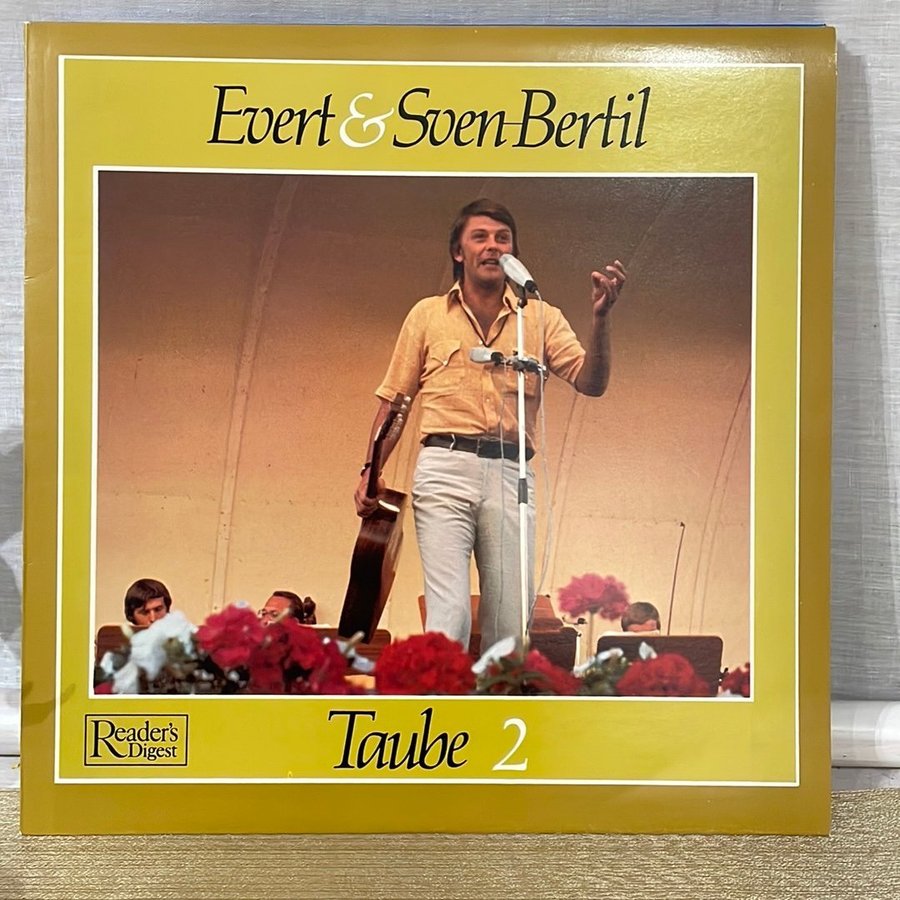 Evert & Sven-Bertil
Reader's
Digest
Taube 2